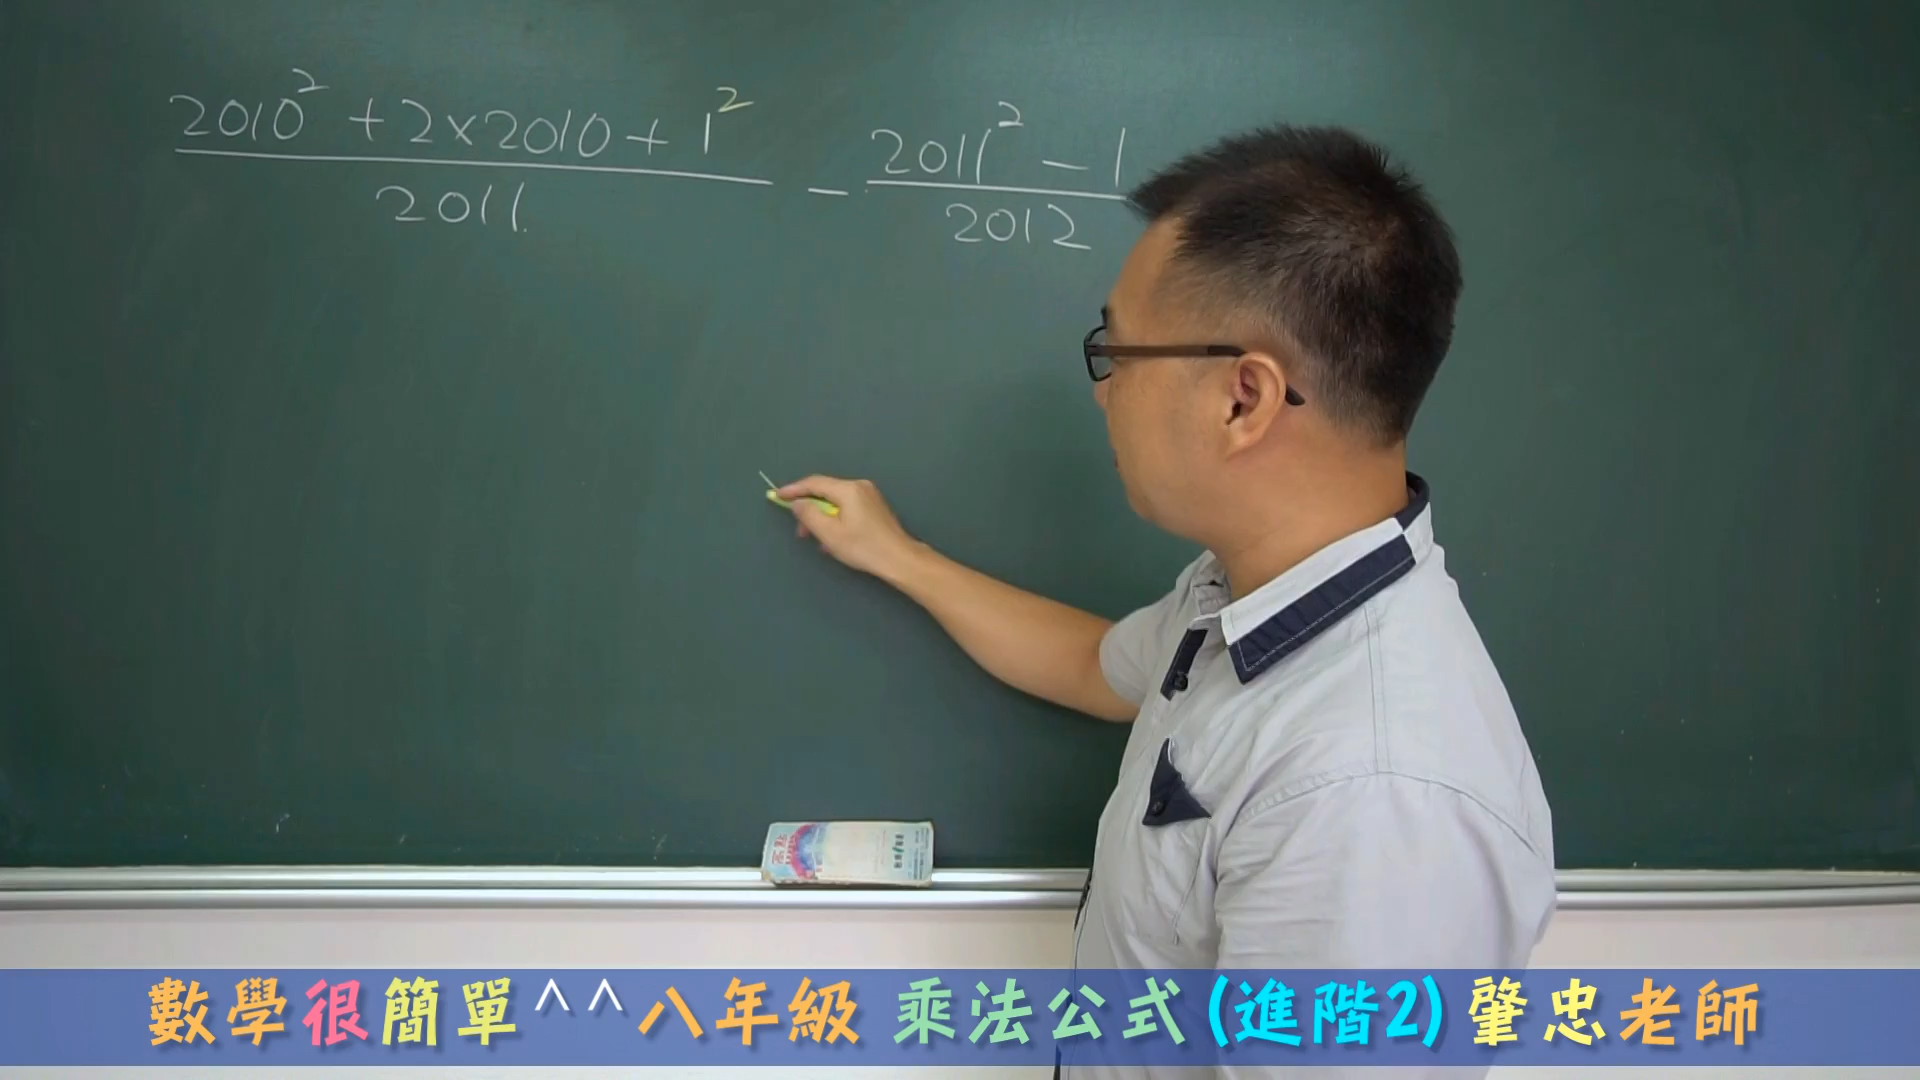 2010² + 2×2010 + 1² / 2011 - 2011² - 1 / 2012
數學很簡單^^八年級 乘法公式(進階2)肇忠老師